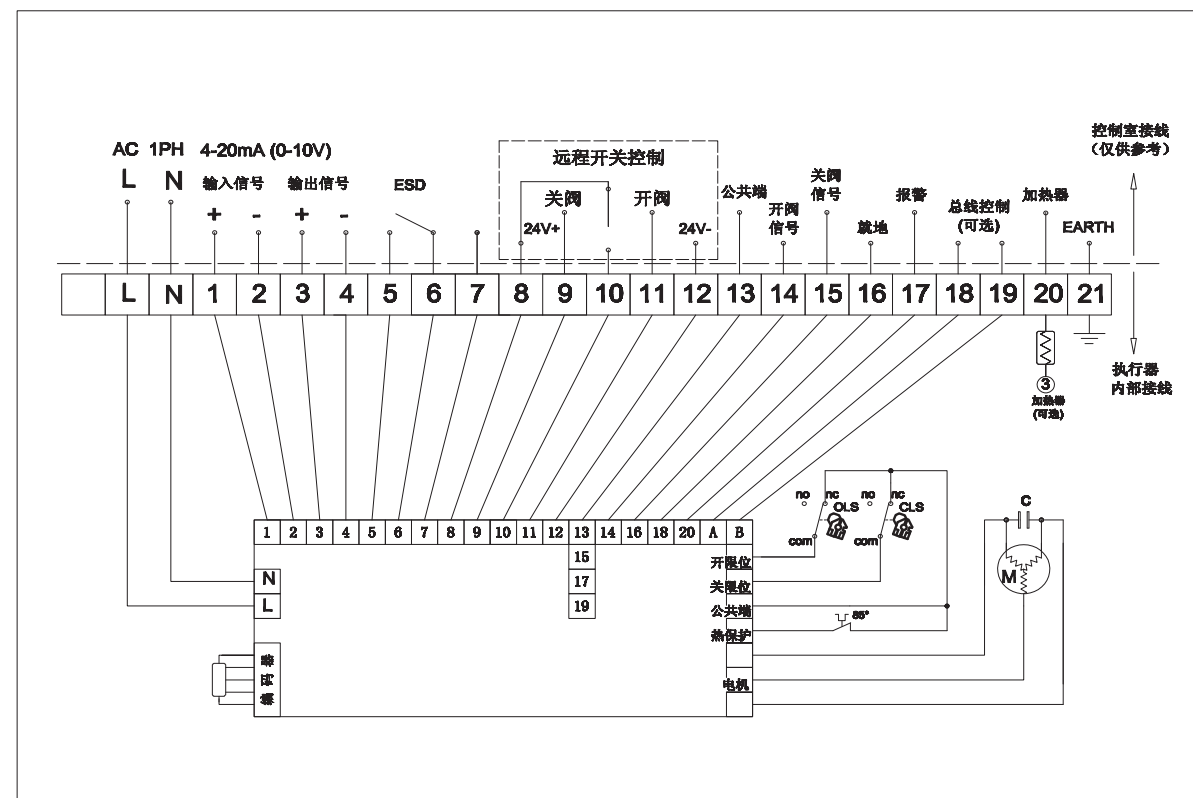 控制室接线
（仅供参考）
AC 1PH 4-20mA (0-10V)
远程开关控制
L N 输入信号 输出信号 ESD
关阀 开阀
公共端
关阀
信号
报警
加热器
总线控制
(可选)
+ - + -
24V+ 24V-
开阀
信号
就地
EARTH
L N 1 2 3 4 5 6 7 8 9 10 11 12 13 14 15 16 17 18 19 20 21
③
加热器
(可选)
执行器
内部接线
no nc no nc
OLS CLS
com com
C
M
1 2 3 4 5 6 7 8 9 10 11 12 13 14 16 18 20 A B
15
17
19
N
L
开限位
关限位
公共端
热保护
85°
电机
编码器